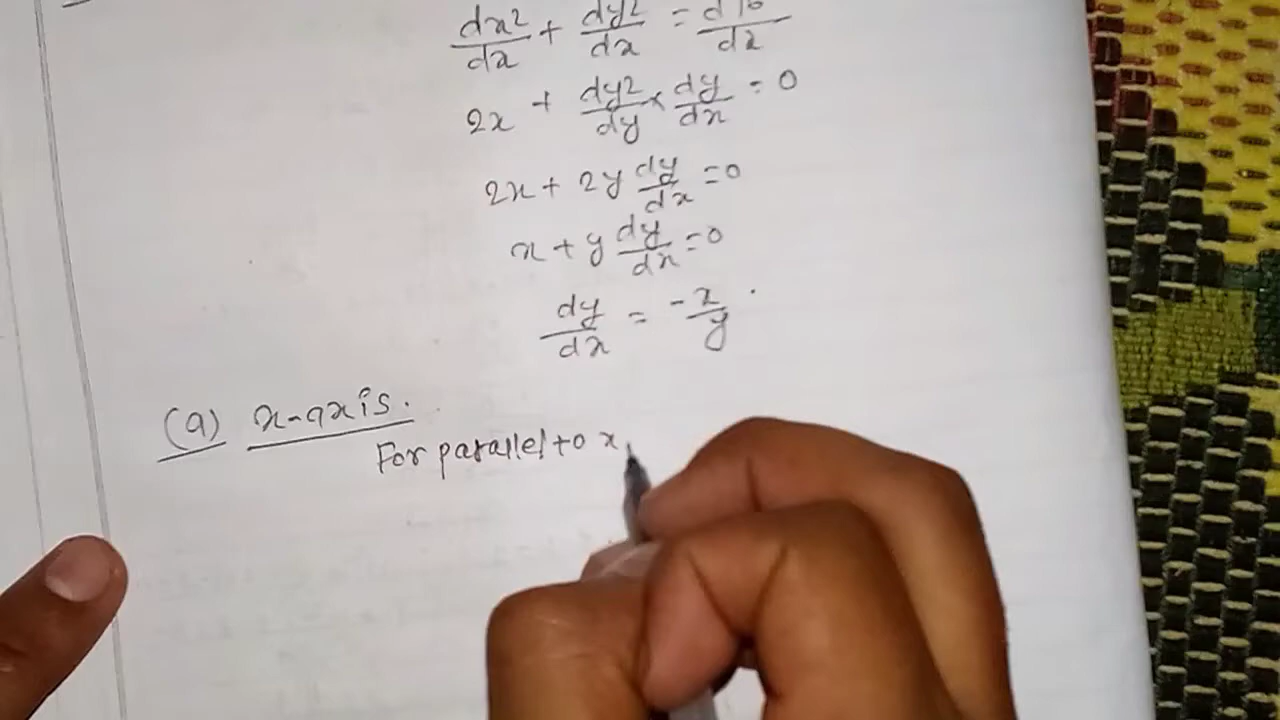 dx2/dx + dy2/dx = d16/dx
2x + dy2/dy × dy/dx = 0
2x + 2y dy/dx = 0
x + y dy/dx = 0
dy/dx = -x/y .
(a) x-axis.
For parallel to x